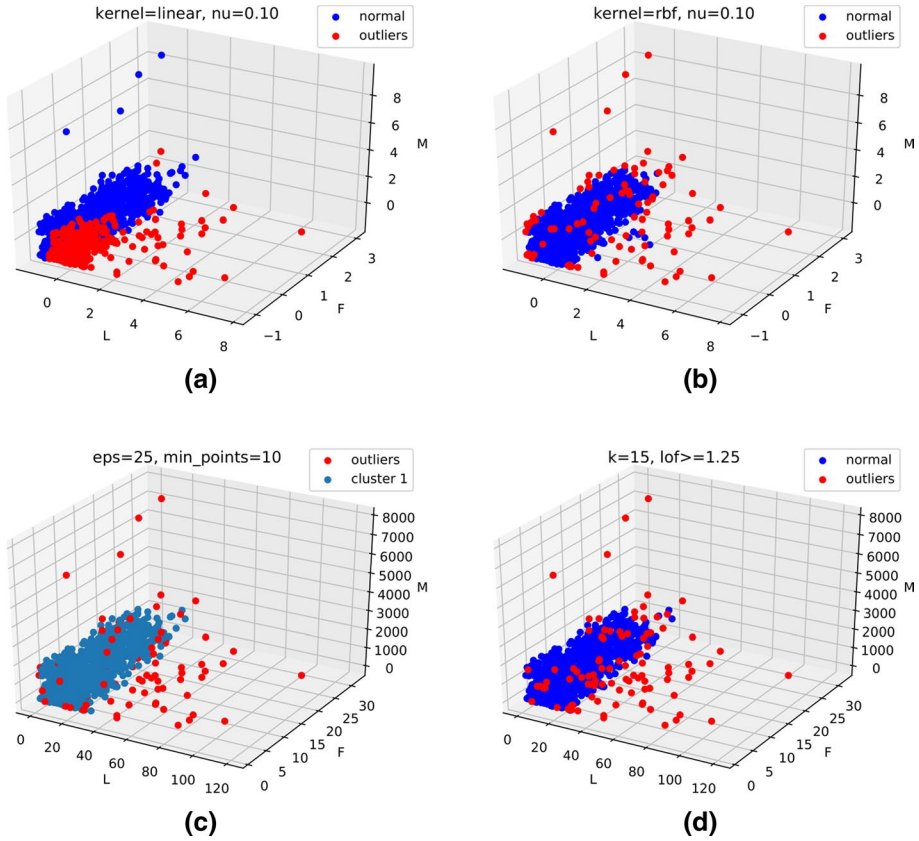 kernel=linear, nu=0.10
normal
outliers
8
6
4
2
0
M
3
2
1
0
−1
F
0
2
4
6
8
L
(a)
kernel=rbf, nu=0.10
normal
outliers
8
6
4
2
0
M
3
2
1
0
−1
F
0
2
4
6
8
L
(b)
eps=25, min_points=10
outliers
cluster 1
8000
7000
6000
5000
4000
3000
2000
1000
0
M
30
25
20
15
10
5
0
F
0
20
40
60
80
100
120
L
(c)
k=15, lof>=1.25
normal
outliers
8000
7000
6000
5000
4000
3000
2000
1000
0
M
30
25
20
15
10
5
0
F
0
20
40
60
80
100
120
L
(d)